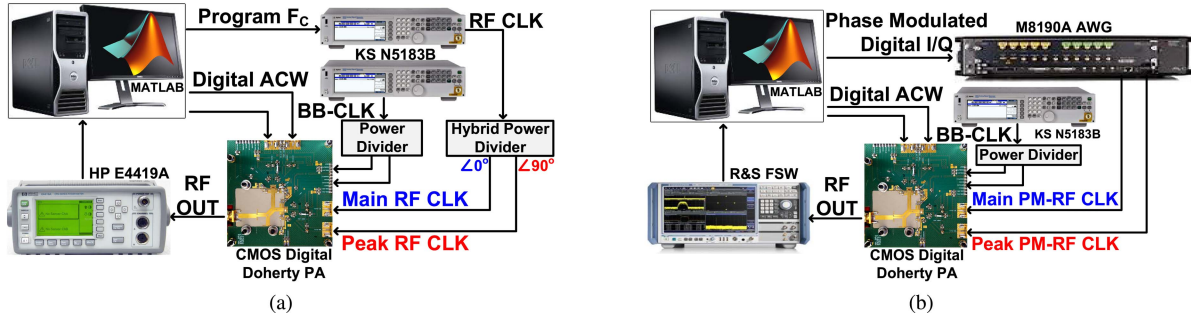 Program FC
RF CLK
KS N5183B
MATLAB
Digital ACW
BB-CLK
Power
Divider
Hybrid Power
Divider
∠0°
∠90°
HP E4419A
RF
OUT
Main RF CLK
Peak RF CLK
CMOS Digital
Doherty PA
(a)
Phase Modulated
Digital I/Q
M8190A AWG
MATLAB
Digital ACW
BB-CLK
KS N5183B
Power Divider
R&S FSW
RF
OUT
Main PM-RF CLK
Peak PM-RF CLK
CMOS Digital
Doherty PA
(b)